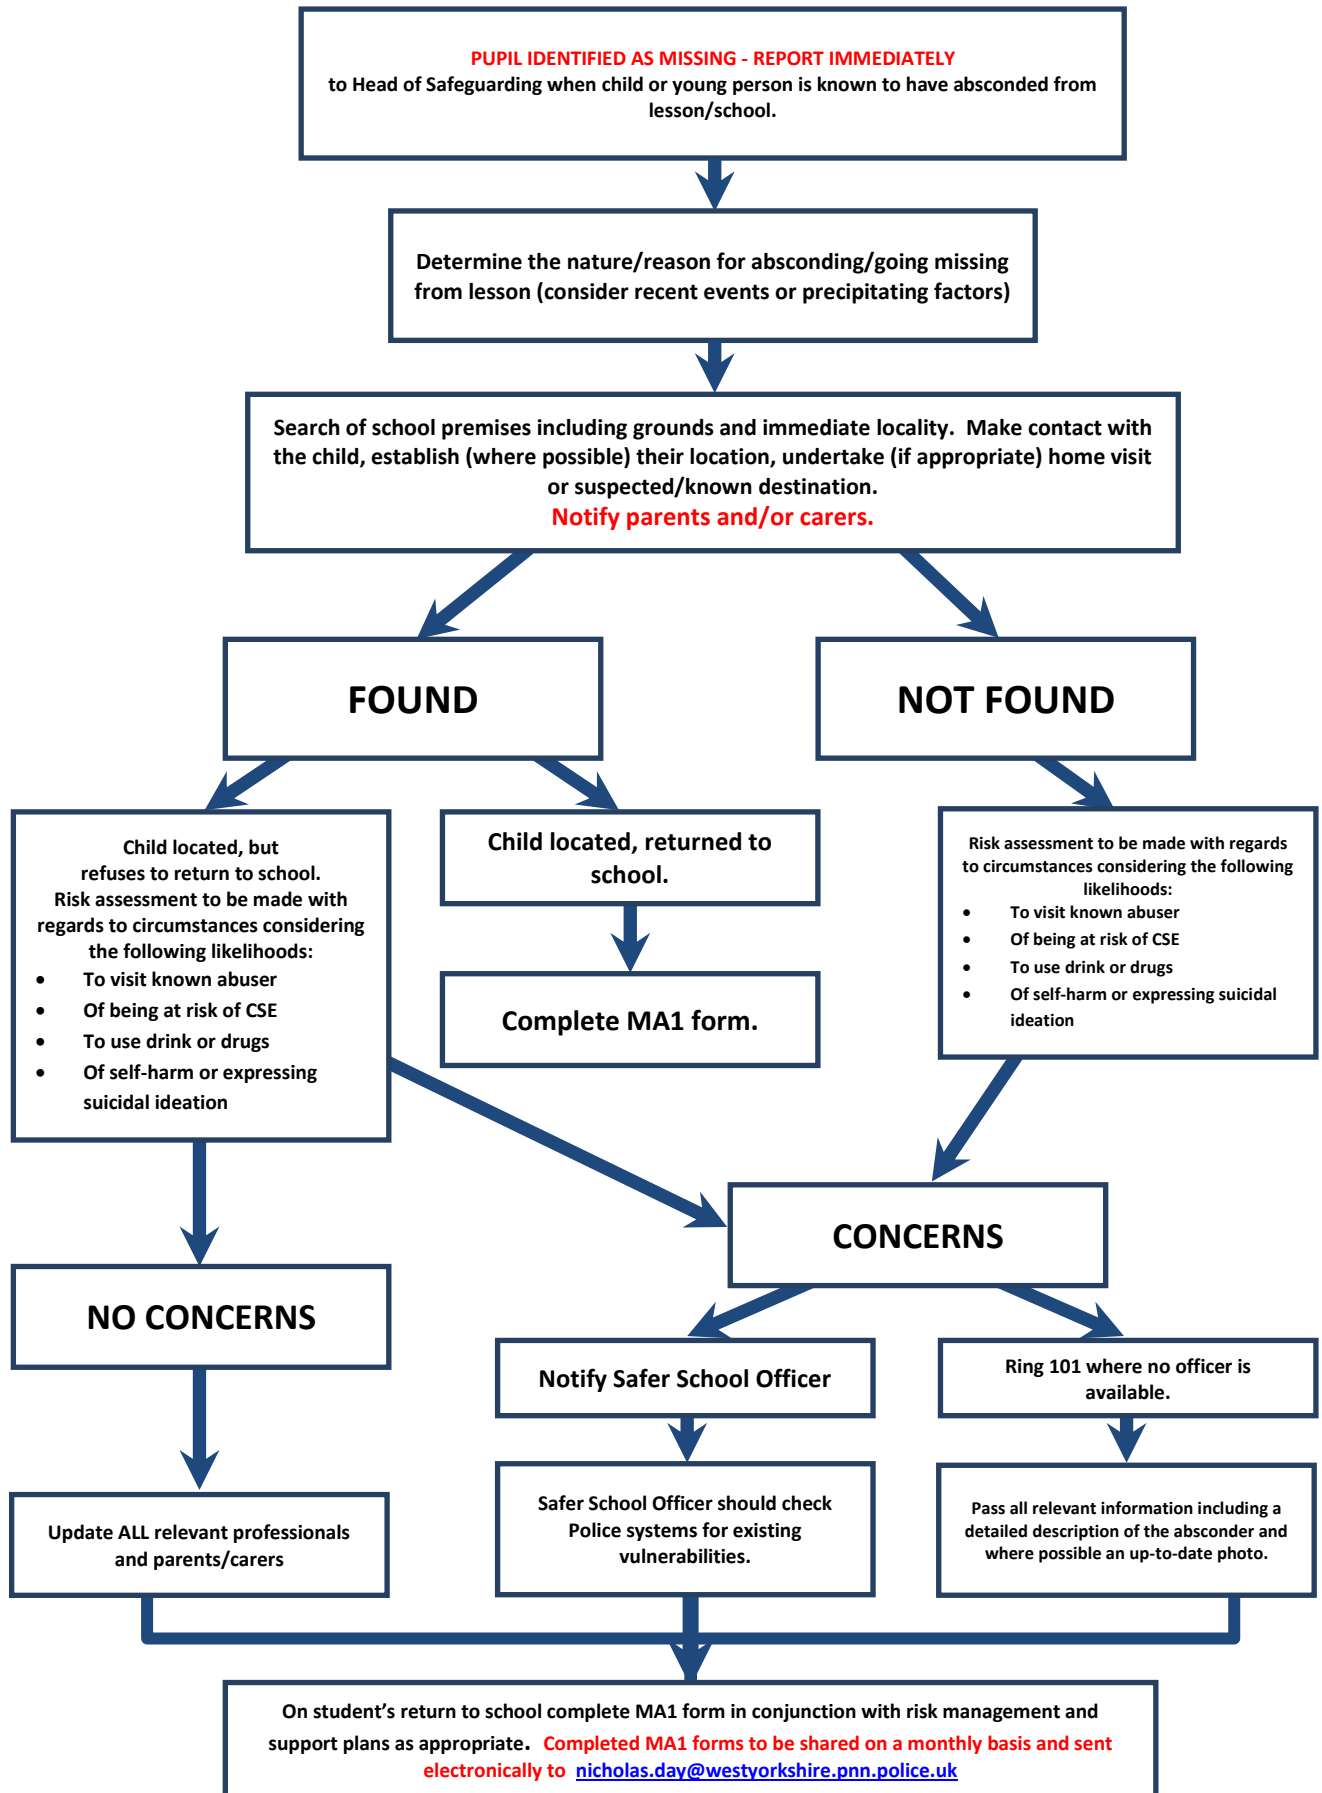 PUPIL IDENTIFIED AS MISSING - REPORT IMMEDIATELY
to Head of Safeguarding when child or young person is known to have absconded from
lesson/school.
Determine the nature/reason for absconding/going missing
from lesson (consider recent events or precipitating factors)
Search of school premises including grounds and immediate locality.  Make contact with
the child, establish (where possible) their location, undertake (if appropriate) home visit
or suspected/known destination.
Notify parents and/or carers.
FOUND
NOT FOUND
Child located, but
refuses to return to school.
Risk assessment to be made with
regards to circumstances considering
the following likelihoods:
• To visit known abuser
• Of being at risk of CSE
• To use drink or drugs
• Of self-harm or expressing
suicidal ideation
Child located, returned to
school.
Complete MA1 form.
Risk assessment to be made with regards
to circumstances considering the following
likelihoods:
• To visit known abuser
• Of being at risk of CSE
• To use drink or drugs
• Of self-harm or expressing suicidal
ideation
CONCERNS
NO CONCERNS
Notify Safer School Officer
Ring 101 where no officer is
available.
Update ALL relevant professionals
and parents/carers
Safer School Officer should check
Police systems for existing
vulnerabilities.
Pass all relevant information including a
detailed description of the absconder and
where possible an up-to-date photo.
On student's return to school complete MA1 form in conjunction with risk management and
support plans as appropriate. Completed MA1 forms to be shared on a monthly basis and sent
electronically to nicholas.day@westyorkshire.pnn.police.uk